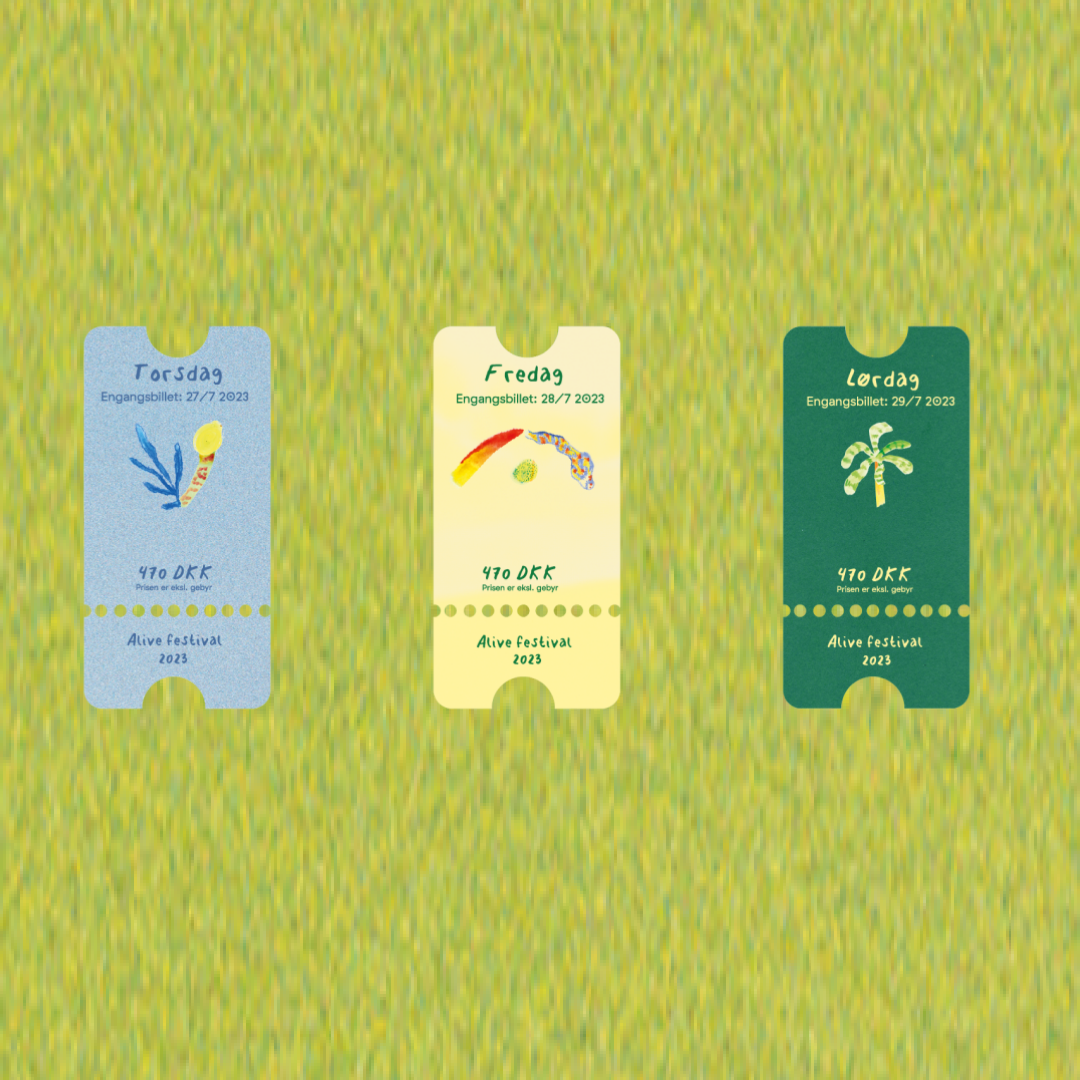 Torsdag
Engangsbillet: 27/7 2023
470 DKK
Prisen er eksl. gebyr
Alive festival
2023
Fredag
Engangsbillet: 28/7 2023
470 DKK
Prisen er eksl. gebyr
Alive festival
2023
Lørdag
Engangsbillet: 29/7 2023
470 DKK
Prisen er eksl. gebyr
Alive festival
2023